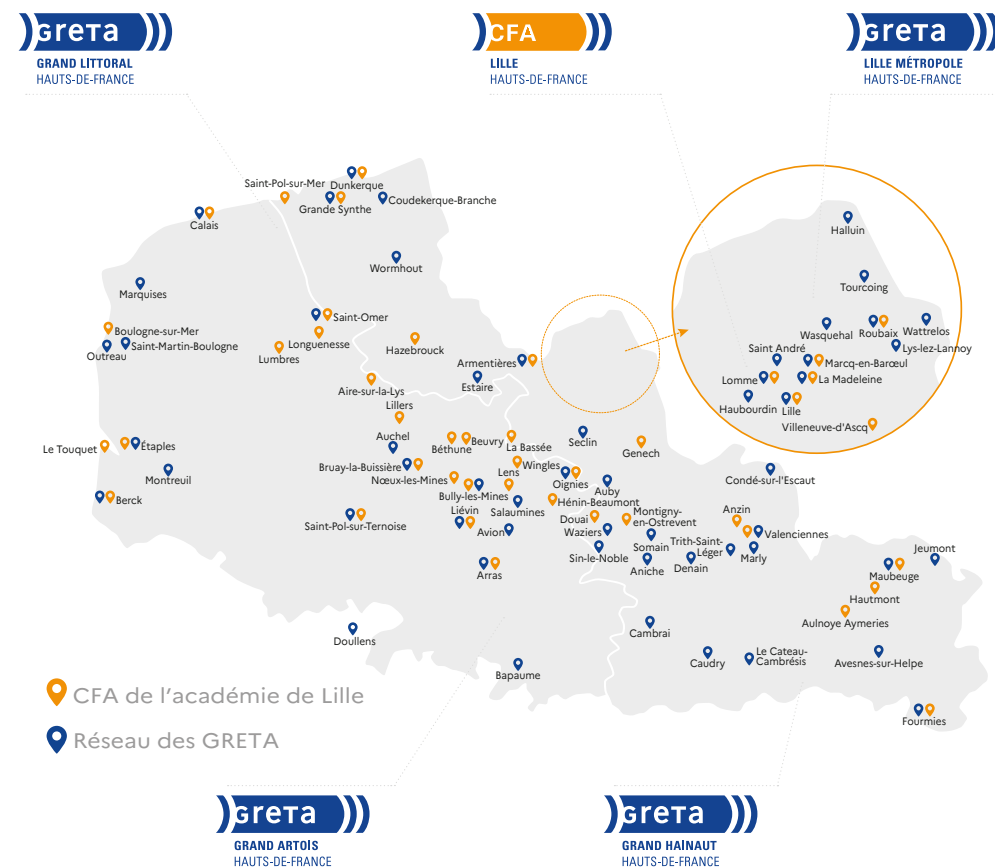 GRETA
GRAND LITTORAL
HAUTS-DE-FRANCE
CFA
LILLE
HAUTS-DE-FRANCE
GRETA
LILLE MÉTROPOLE
HAUTS-DE-FRANCE
Saint-Pol-sur-Mer
Dunkerque
Grande Synthe
Coudekerque-Branche
Calais
Wormhout
Marquises
Boulogne-sur-Mer
Outreau
Saint-Martin-Boulogne
Saint-Omer
Longuenesse
Lumbres
Hazebrouck
Armentières
Estaire
Aire-sur-la-Lys
Lillers
Halluin
Tourcoing
Wasquehal
Roubaix
Wattrelos
Lys-lez-Lannoy
Saint André
Marcq-en-Barœul
Lomme
La Madeleine
Haubourdin
Lille
Villeneuve-d'Ascq
Le Touquet
Étaples
Montreuil
Berck
Auchel
Béthune
Beuvry
La Bassée
Seclin
Genech
Bruay-la-Buissière
Nœux-les-Mines
Lens
Wingles
Oignies
Auby
Bully-les-Mines
Salaumines
Hénin-Beaumont
Saint-Pol-sur-Ternoise
Liévin
Avion
Douai
Waziers
Montigny-
en-Ostrevent
Sin-le-Noble
Somain
Aniche
Condé-sur-l'Escaut
Anzin
Valenciennes
Trith-Saint-
Léger
Marly
Denain
Arras
Jeumont
Maubeuge
Hautmont
Aulnoye Aymeries
Doullens
Bapaume
Cambrai
Caudry
Le Cateau-
Cambrésis
Avesnes-sur-Helpe
Fourmies
CFA de l'académie de Lille
Réseau des GRETA
GRETA
GRAND ARTOIS
HAUTS-DE-FRANCE
GRETA
GRAND HAINAUT
HAUTS-DE-FRANCE